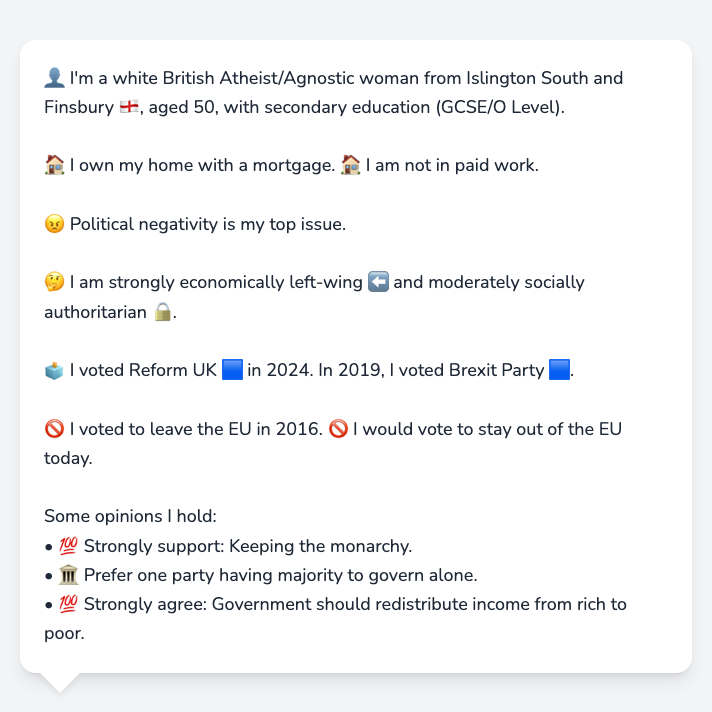 👤 I'm a white British Atheist/Agnostic woman from Islington South and
Finsbury 🏴󠁧󠁢󠁥󠁮󠁧󠁿, aged 50, with secondary education (GCSE/O Level).
🏠 I own my home with a mortgage. 🏠 I am not in paid work.
😠 Political negativity is my top issue.
🤔 I am strongly economically left-wing ⬅️ and moderately socially
authoritarian 🔒.
🗳️ I voted Reform UK 🟦 in 2024. In 2019, I voted Brexit Party 🟦.
🚫 I voted to leave the EU in 2016. 🚫 I would vote to stay out of the EU
today.
Some opinions I hold:
• 💯 Strongly support: Keeping the monarchy.
• 🏛️ Prefer one party having majority to govern alone.
• 💯 Strongly agree: Government should redistribute income from rich to
poor.